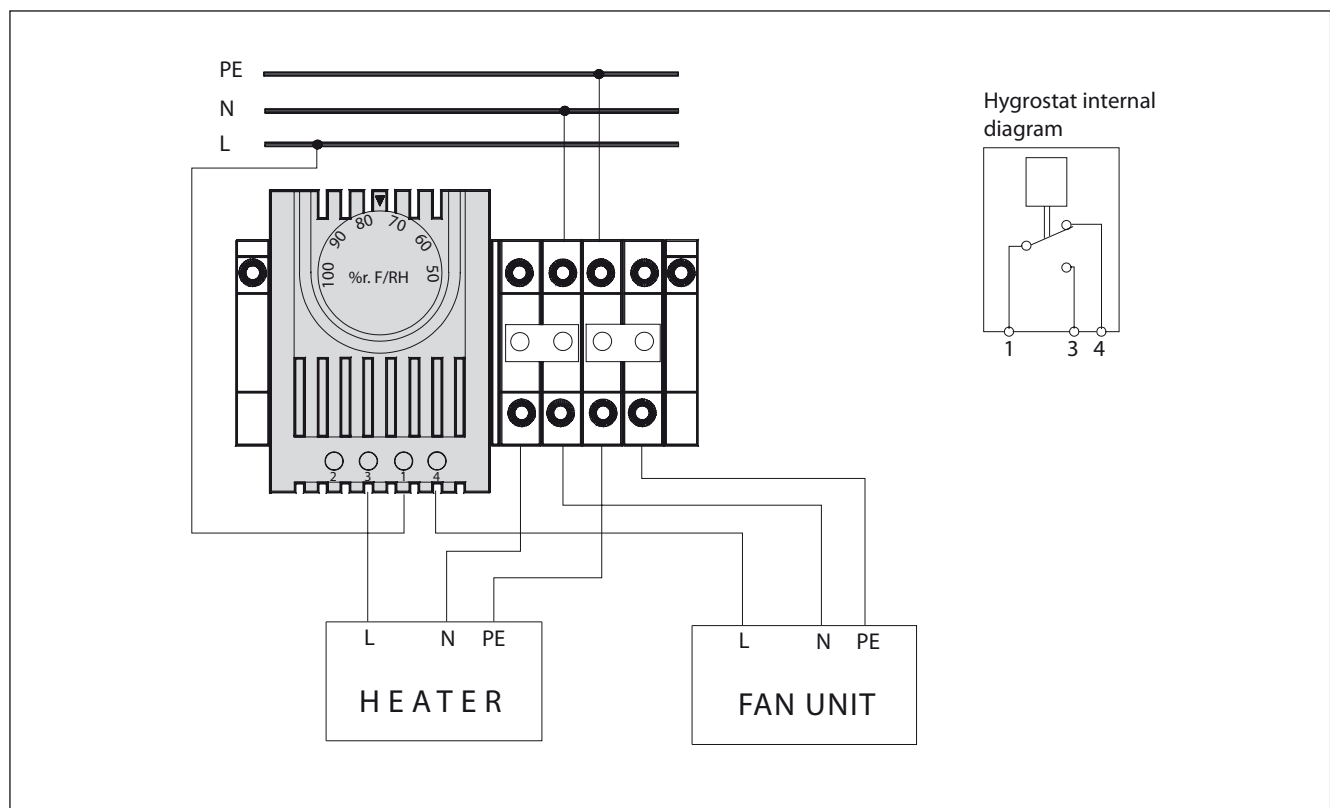 PE
N
L
Hygrostat internal
diagram
1 3 4
100 90 80 70 60 50
%r. F/RH
2 3 1 4
L N PE
HEATER
L N PE
FAN UNIT